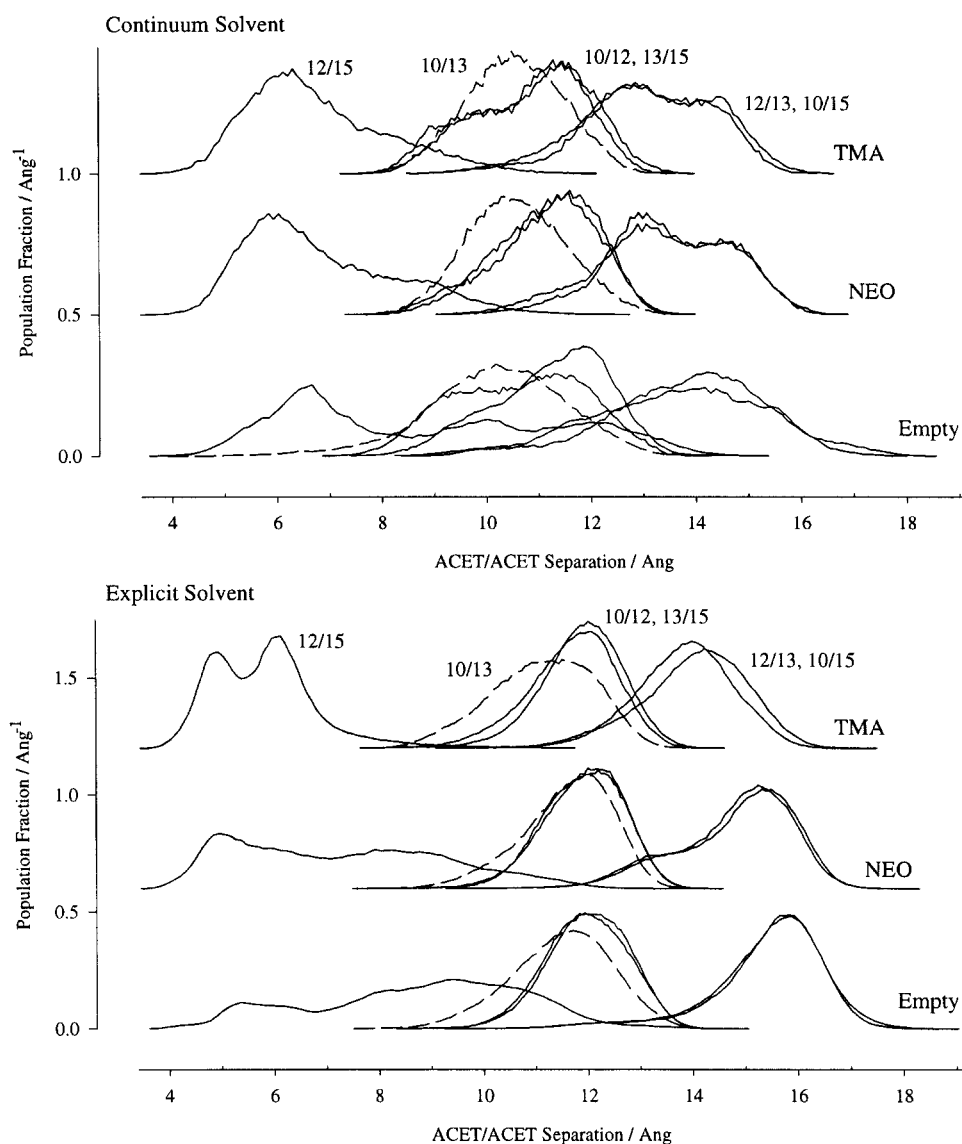 Continuum Solvent
12/15
10/13
10/12, 13/15
12/13, 10/15
TMA
1.0
NEO
0.5
Empty
0.0
Population Fraction / Ang-1
4 6 8 10 12 14 16 18
ACET/ACET Separation / Ang
Explicit Solvent
12/15
10/12, 13/15
10/13
12/13, 10/15
1.5
TMA
1.0
NEO
0.5
Empty
0.0
Population Fraction / Ang-1
4 6 8 10 12 14 16 18
ACET/ACET Separation / Ang